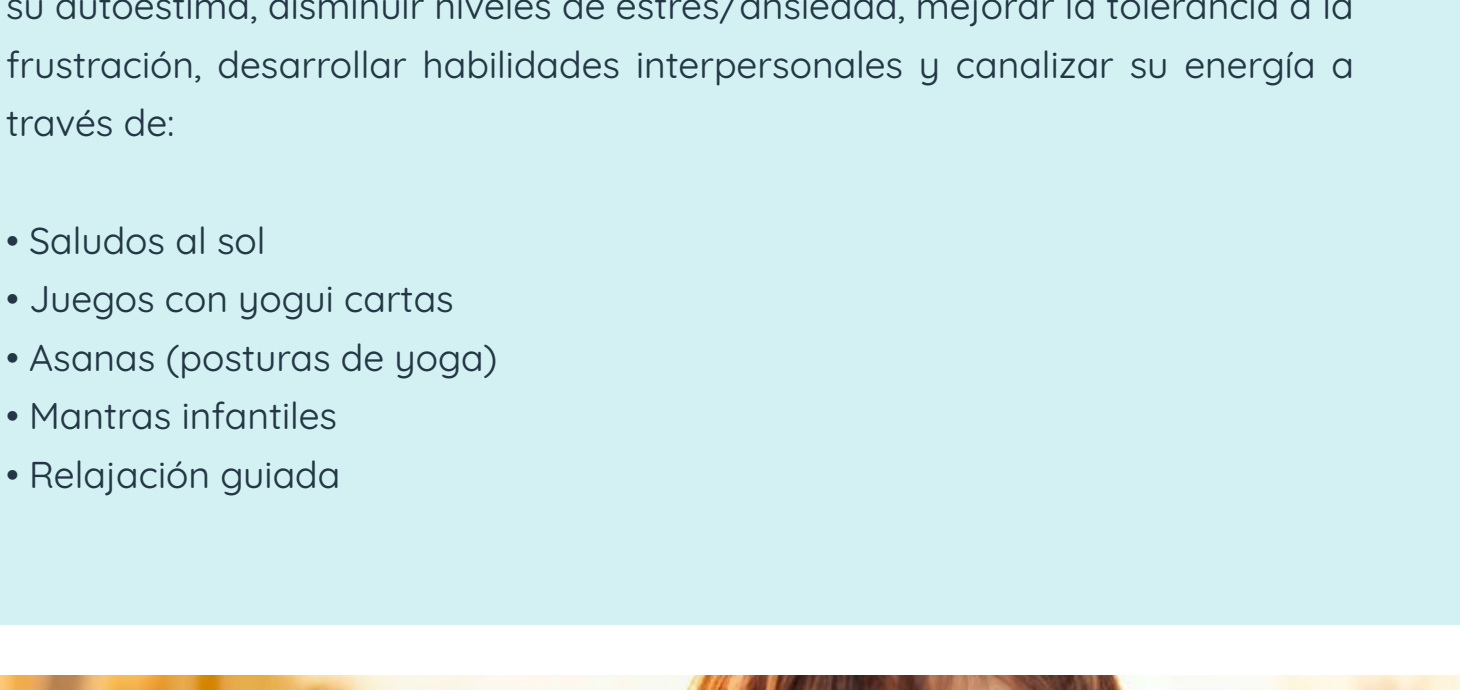 su autoestima, disminuir niveles de estrés/ansiedad, mejorar la tolerancia a la
frustración, desarrollar habilidades interpersonales y canalizar su energía a
través de:
• Saludos al sol
• Juegos con yogui cartas
• Asanas (posturas de yoga)
• Mantras infantiles
• Relajación guiada